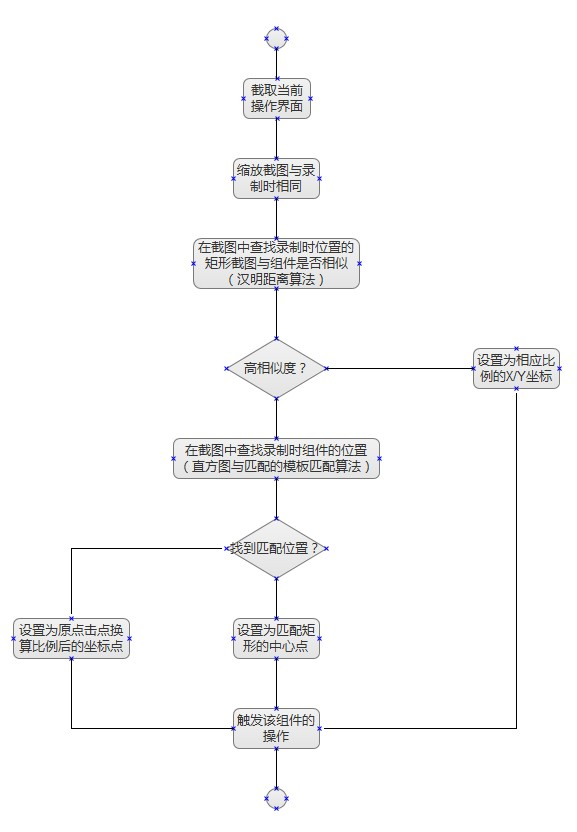 截取当前
操作界面
缩放截图与录
制时相同
在截图中查找录制时位置的
矩形截图与组件是否相似
（汉明距离算法）
高相似度？
设置为相应比
例的X/Y坐标
在截图中查找录制时组件的位置
（直方图与匹配的模板匹配算法）
找到匹配位置？
设置为原点击点换
算比例后的坐标点
设置为匹配矩
形的中心点
触发该组件的
操作